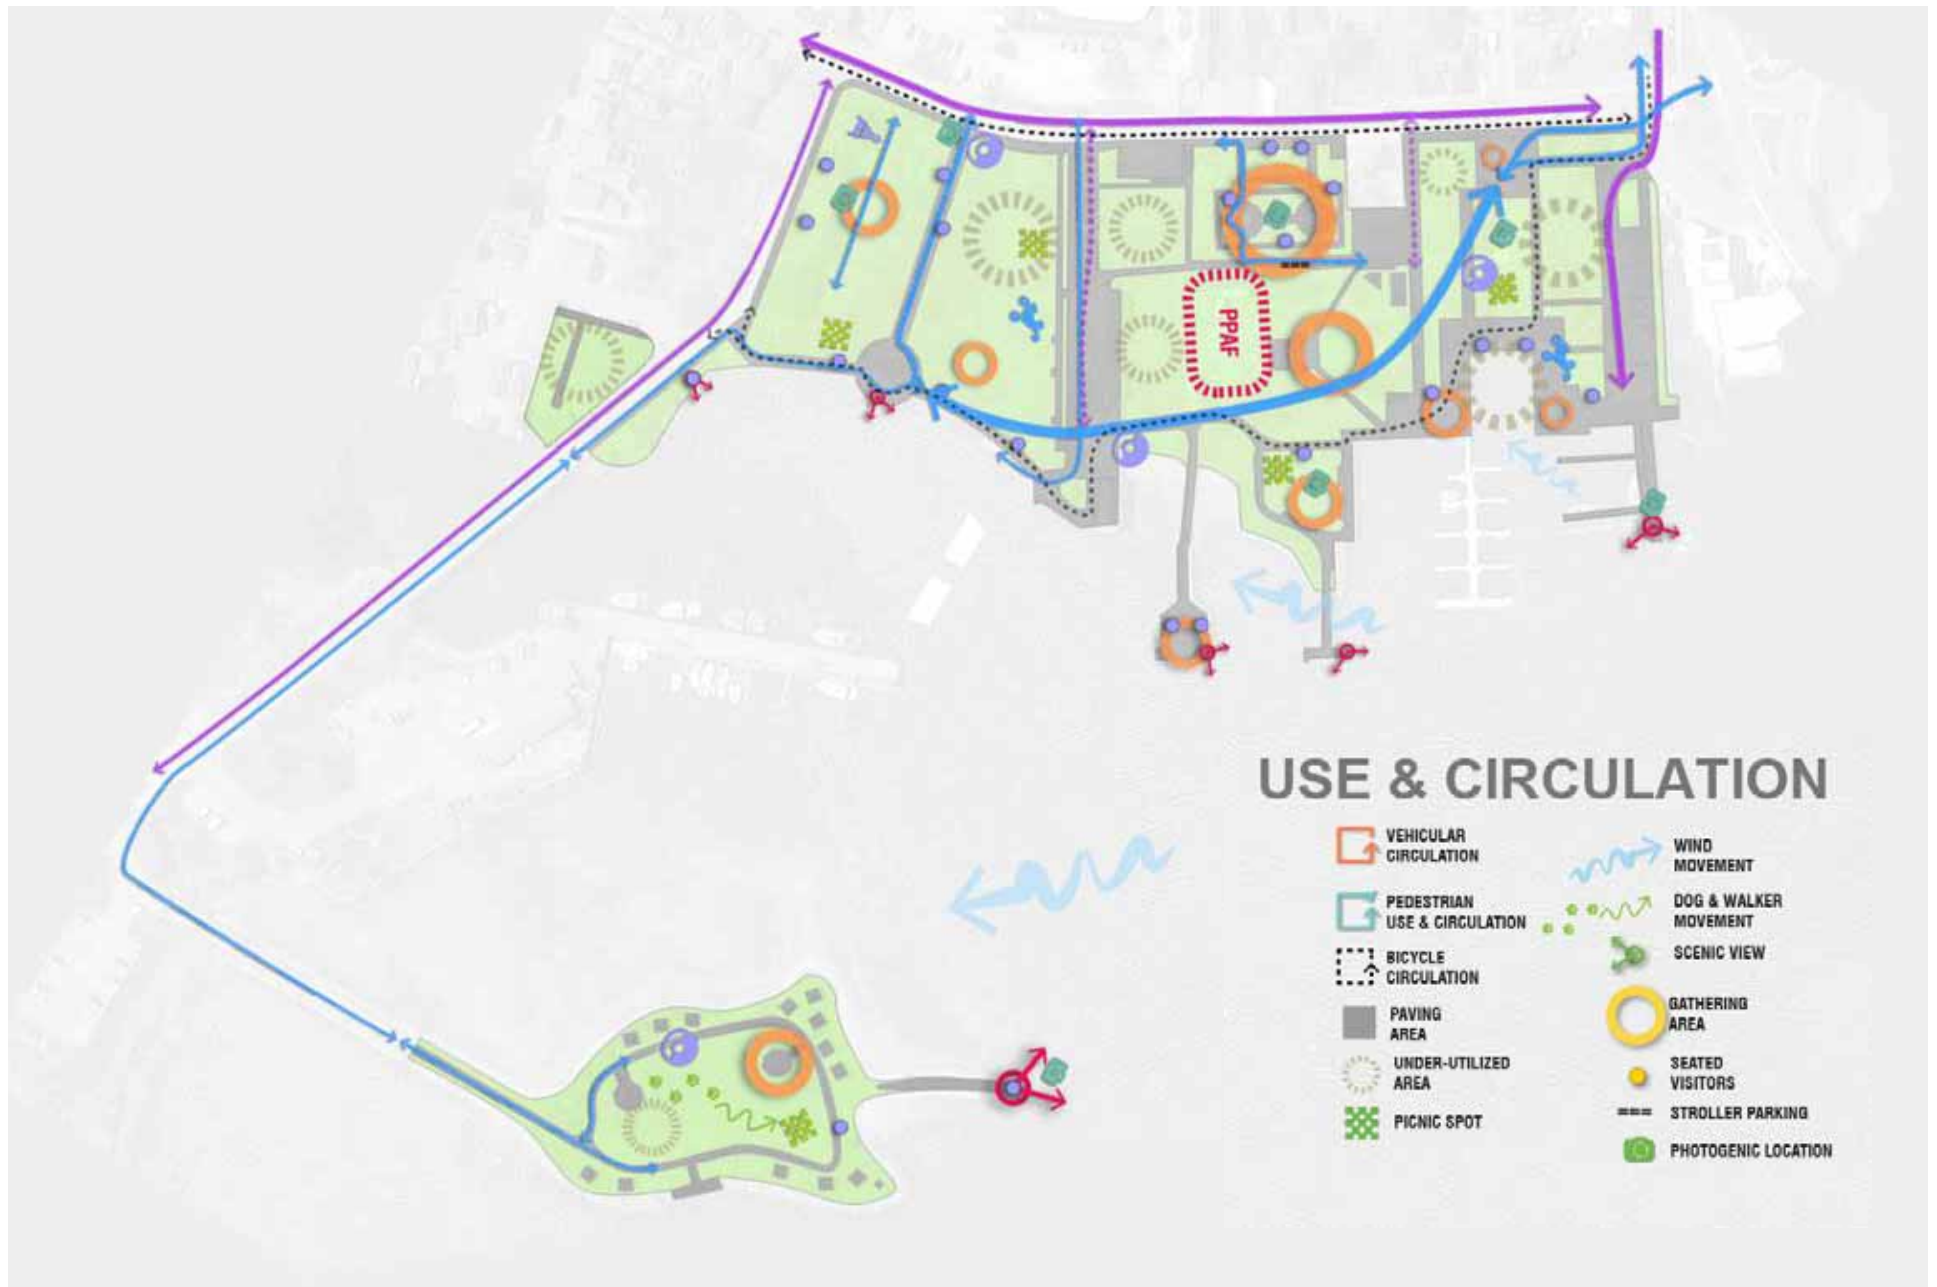 PPAF
USE & CIRCULATION
VEHICULAR
CIRCULATION
PEDESTRIAN
USE & CIRCULATION
BICYCLE
CIRCULATION
PAVING
AREA
UNDER-UTILIZED
AREA
PICNIC SPOT
WIND
MOVEMENT
DOG & WALKER
MOVEMENT
SCENIC VIEW
GATHERING
AREA
SEATED
VISITORS
STROLLER PARKING
PHOTOGENIC LOCATION